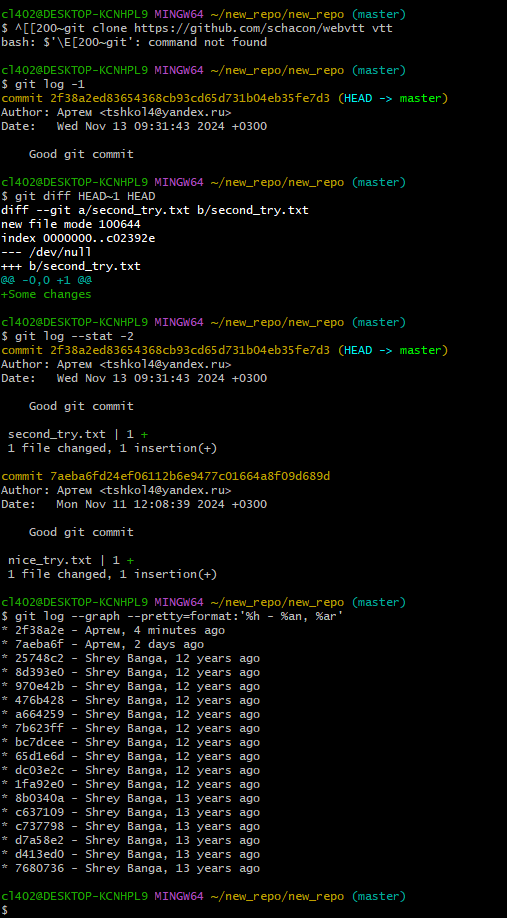 cl402@DESKTOP-KCNHPL9 MINGW64 ~/new_repo/new_repo (master)
$ ^[[200~git clone https://github.com/schacon/webvtt vtt
bash: $'\E[200~git': command not found

cl402@DESKTOP-KCNHPL9 MINGW64 ~/new_repo/new_repo (master)
$ git log -1
commit 2f38a2ed83654368cb93cd65d731b04eb35fe7d3 (HEAD -> master)
Author: Артем <tshkol4@yandex.ru>
Date:   Wed Nov 13 09:31:43 2024 +0300

    Good git commit

cl402@DESKTOP-KCNHPL9 MINGW64 ~/new_repo/new_repo (master)
$ git diff HEAD~1 HEAD
diff --git a/second_try.txt b/second_try.txt
new file mode 100644
index 0000000..c02392e
--- /dev/null
+++ b/second_try.txt
@@ -0,0 +1 @@
+Some changes

cl402@DESKTOP-KCNHPL9 MINGW64 ~/new_repo/new_repo (master)
$ git log --stat -2
commit 2f38a2ed83654368cb93cd65d731b04eb35fe7d3 (HEAD -> master)
Author: Артем <tshkol4@yandex.ru>
Date:   Wed Nov 13 09:31:43 2024 +0300

    Good git commit

 second_try.txt | 1 +
 1 file changed, 1 insertion(+)

commit 7aeba6fd24ef06112b6e9477c01664a8f09d689d
Author: Артем <tshkol4@yandex.ru>
Date:   Mon Nov 11 12:08:39 2024 +0300

    Good git commit

 nice_try.txt | 1 +
 1 file changed, 1 insertion(+)

cl402@DESKTOP-KCNHPL9 MINGW64 ~/new_repo/new_repo (master)
$ git log --graph --pretty=format:'%h - %an, %ar'
* 2f38a2e - Артем, 4 minutes ago
* 7aeba6f - Артем, 2 days ago
* 25748c2 - Shrey Banga, 12 years ago
* 8d393e0 - Shrey Banga, 12 years ago
* 970e42b - Shrey Banga, 12 years ago
* 476b428 - Shrey Banga, 12 years ago
* a664259 - Shrey Banga, 12 years ago
* 7b623ff - Shrey Banga, 12 years ago
* bc7dcee - Shrey Banga, 12 years ago
* 65d1e6d - Shrey Banga, 12 years ago
* dc03e2c - Shrey Banga, 12 years ago
* 1fa92e0 - Shrey Banga, 12 years ago
* 8b0340a - Shrey Banga, 13 years ago
* c637109 - Shrey Banga, 13 years ago
* c737798 - Shrey Banga, 13 years ago
* d7a58e2 - Shrey Banga, 13 years ago
* d413ed0 - Shrey Banga, 13 years ago
* 7680736 - Shrey Banga, 13 years ago

cl402@DESKTOP-KCNHPL9 MINGW64 ~/new_repo/new_repo (master)
$